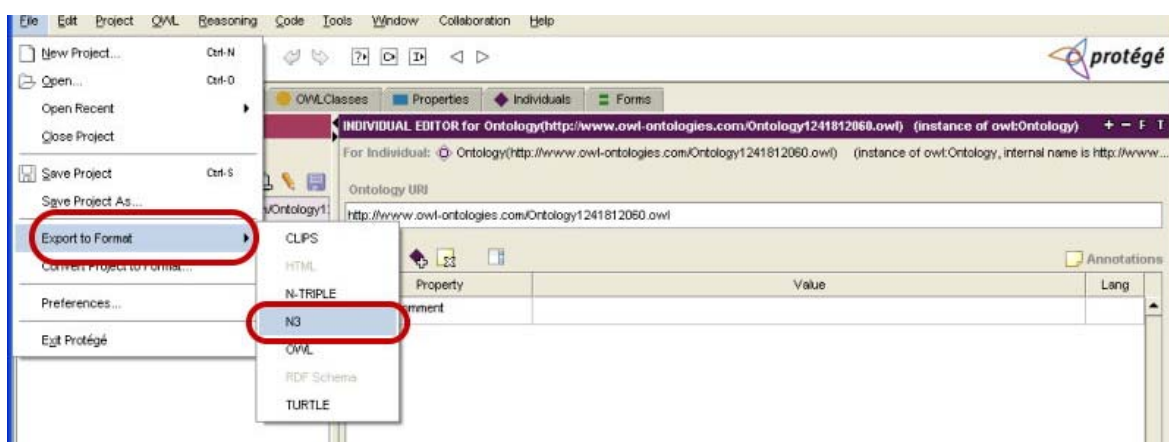 File Edit Project OWL Reasoning Code Tools Window Collaboration Help
New Project... Ctrl-N
protégé
Open... Ctrl-O
OWLClasses Properties Individuals Forms
Open Recent
INDIVIDUAL EDITOR for Ontology(http://www.owl-ontologies.com/Ontology1241812060.owl) (instance of owl:Ontology) + − F T
Close Project
For Individual: Ontology(http://www.owl-ontologies.com/Ontology1241812060.owl) (instance of owl:Ontology, internal name is http://www...
Save Project Ctrl-S
Ontology URI
Save Project As...
/Ontology1:
http://www.owl-ontologies.com/Ontology1241812060.owl
Export to Format
CLIPS
Convert Project to Format...
HTML
Annotations
Property Value Lang
N-TRIPLE
Preferences...
mment
N3
Exit Protégé
OWL
RDF Schema
TURTLE